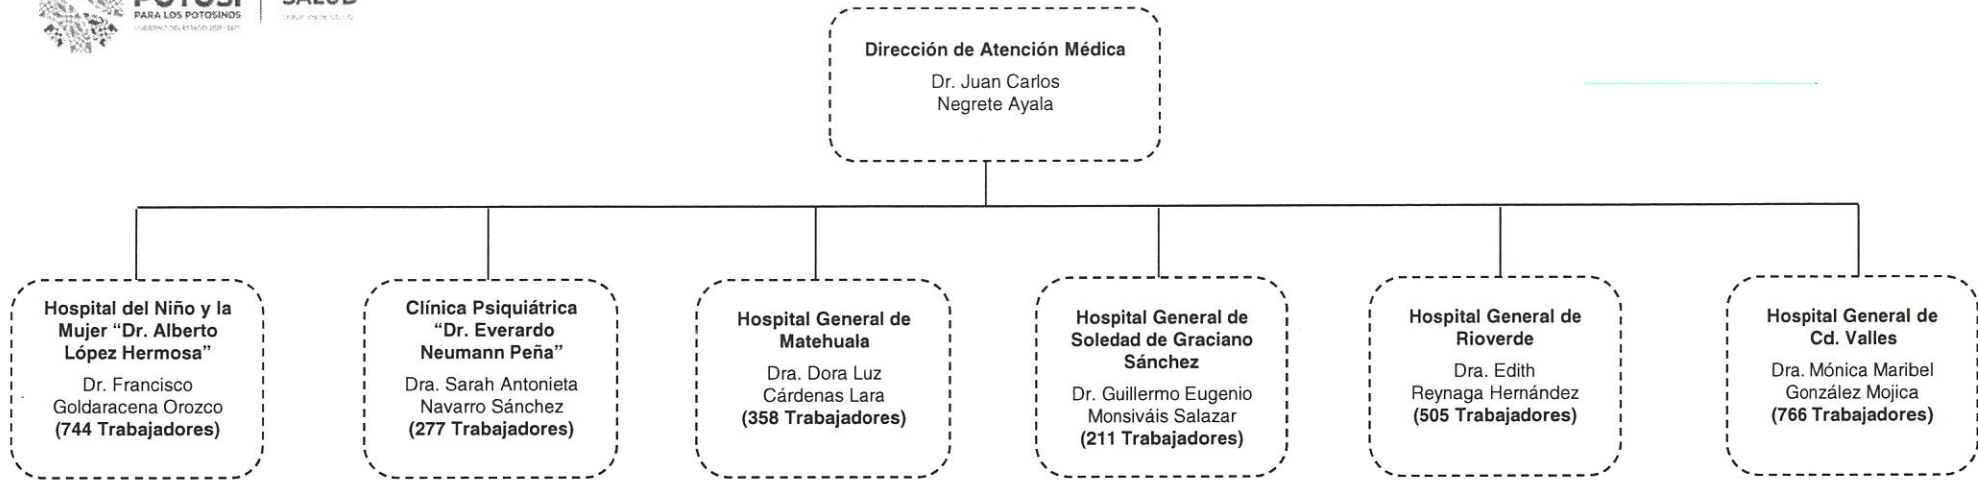 POTOSÍ
PARA LOS POTOSINOS
SALUD
Dirección de Atención Médica
Dr. Juan Carlos
Negrete Ayala
Hospital del Niño y la
Mujer “Dr. Alberto
López Hermosa”
Dr. Francisco
Goldaracena Orozco
(744 Trabajadores)
Clínica Psiquiátrica
“Dr. Everardo
Neumann Peña”
Dra. Sarah Antonieta
Navarro Sánchez
(277 Trabajadores)
Hospital General de
Matehuala
Dra. Dora Luz
Cárdenas Lara
(358 Trabajadores)
Hospital General de
Soledad de Graciano
Sánchez
Dr. Guillermo Eugenio
Monsiváis Salazar
(211 Trabajadores)
Hospital General de
Rioverde
Dra. Edith
Reynaga Hernández
(505 Trabajadores)
Hospital General de
Cd. Valles
Dra. Mónica Maribel
González Mojica
(766 Trabajadores)